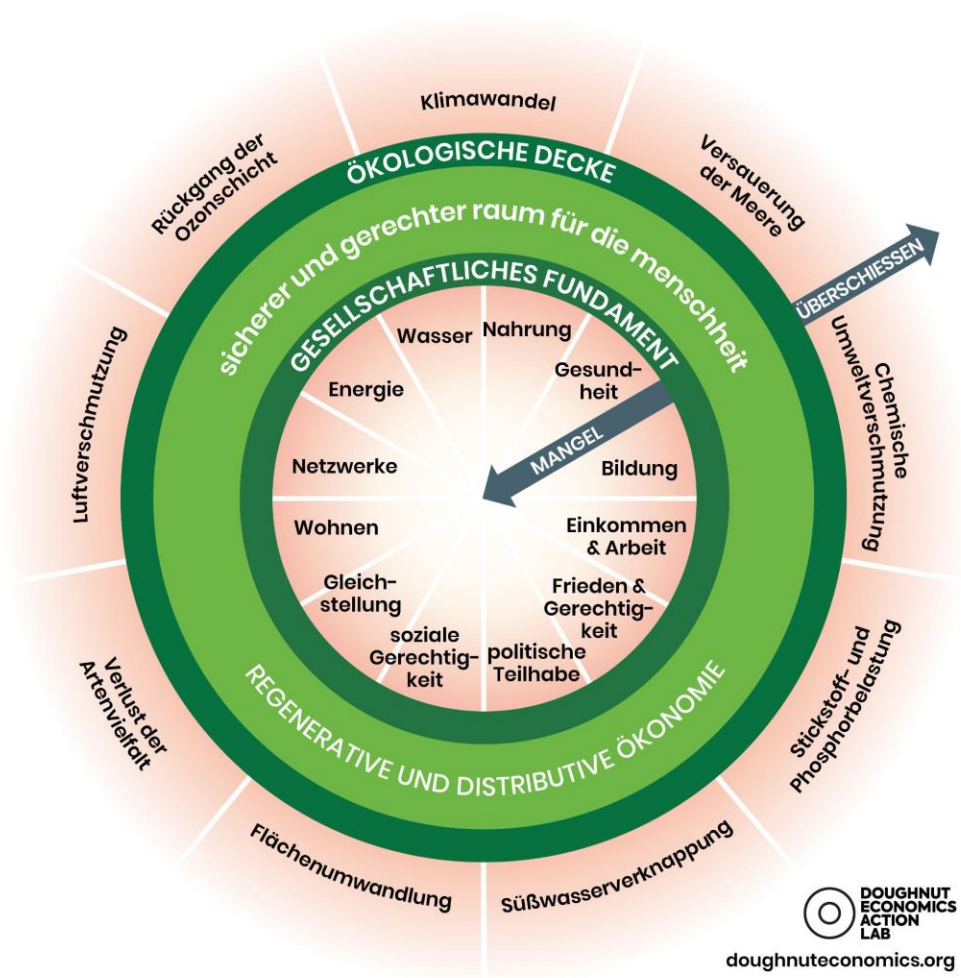 Klimawandel
Versauerung
der Meere
ÜBERSCHIESSEN
Chemische
Umweltverschmutzung
Stickstoff- und
Phosphorbelastung
Süßwasserverknappung
Flächenumwandlung
Verlust der
Artenvielfalt
Luftverschmutzung
Rückgang der
Ozonschicht
ÖKOLOGISCHE DECKE
sicherer und gerechter raum für die menschheit
GESELLSCHAFTLICHES FUNDAMENT
Wasser
Nahrung
Gesund-
heit
MANGEL
Bildung
Einkommen
& Arbeit
Frieden &
Gerechtig-
keit
politische
Teilhabe
soziale
Gerechtig-
keit
Gleich-
stellung
Wohnen
Netzwerke
Energie
REGENERATIVE UND DISTRIBUTIVE ÖKONOMIE
DOUGHNUT
ECONOMICS
ACTION
LAB
doughnuteconomics.org